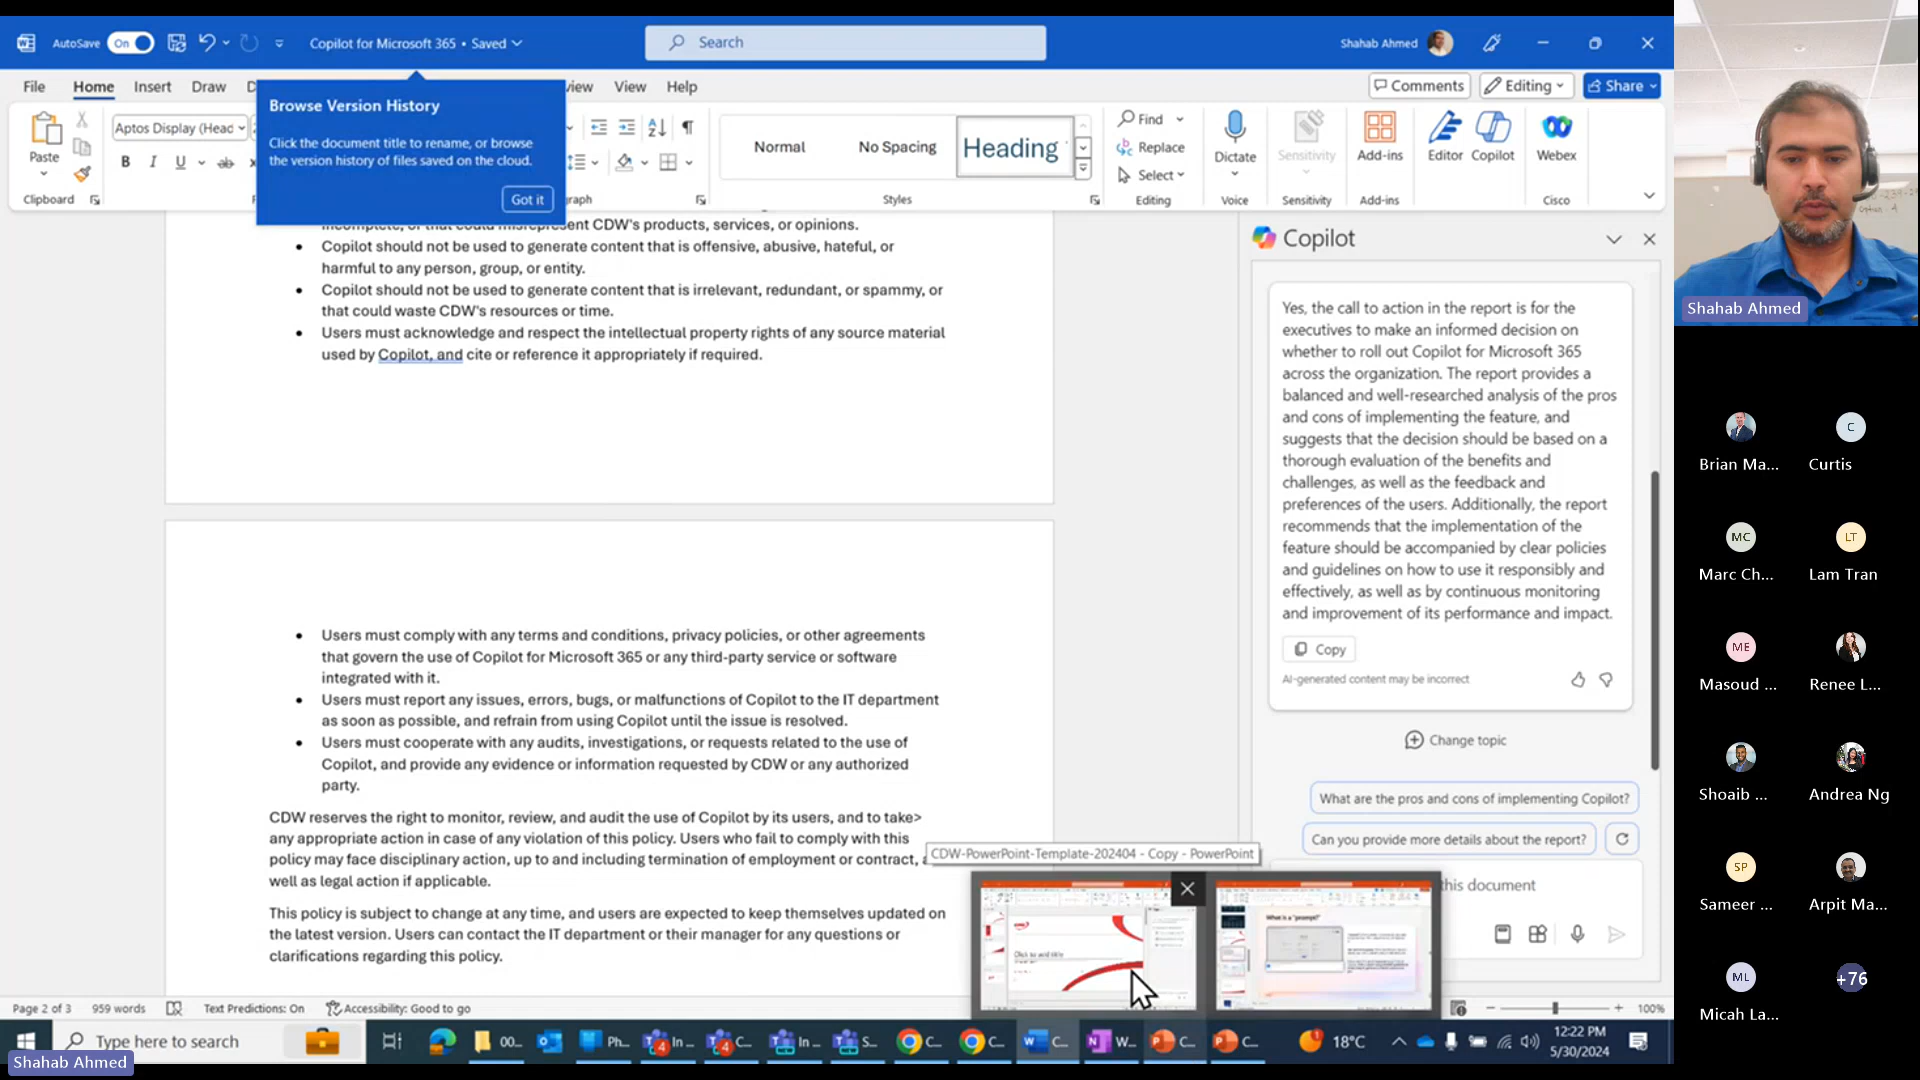 AutoSave On Copilot for Microsoft 365 • Saved Search Shahab Ahmed
File Home Insert Draw View Help Comments Editing Share
Browse Version History
Click the document title to rename, or browse
the version history of files saved on the cloud.
Got it
Paste
Clipboard
Aptos Display (Head
B I U ab
Normal No Spacing Heading
Styles
Find
Replace
Select
Editing
Dictate
Voice
Sensitivity
Sensitivity
Add-ins
Add-ins
Editor Copilot
Webex
Cisco
incomplete, or that could misrepresent CDW's products, services, or opinions.
• Copilot should not be used to generate content that is offensive, abusive, hateful, or
harmful to any person, group, or entity.
• Copilot should not be used to generate content that is irrelevant, redundant, or spammy, or
that could waste CDW's resources or time.
• Users must acknowledge and respect the intellectual property rights of any source material
used by Copilot, and cite or reference it appropriately if required.
• Users must comply with any terms and conditions, privacy policies, or other agreements
that govern the use of Copilot for Microsoft 365 or any third-party service or software
integrated with it.
• Users must report any issues, errors, bugs, or malfunctions of Copilot to the IT department
as soon as possible, and refrain from using Copilot until the issue is resolved.
• Users must cooperate with any audits, investigations, or requests related to the use of
Copilot, and provide any evidence or information requested by CDW or any authorized
party.
CDW reserves the right to monitor, review, and audit the use of Copilot by its users, and to take>
any appropriate action in case of any violation of this policy. Users who fail to comply with this
policy may face disciplinary action, up to and including termination of employment or contract,
well as legal action if applicable.
This policy is subject to change at any time, and users are expected to keep themselves updated on
the latest version. Users can contact the IT department or their manager for any questions or
clarifications regarding this policy.
Copilot
Yes, the call to action in the report is for the
executives to make an informed decision on
whether to roll out Copilot for Microsoft 365
across the organization. The report provides a
balanced and well-researched analysis of the pros
and cons of implementing the feature, and
suggests that the decision should be based on a
thorough evaluation of the benefits and
challenges, as well as the feedback and
preferences of the users. Additionally, the report
recommends that the implementation of the
feature should be accompanied by clear policies
and guidelines on how to use it responsibly and
effectively, as well as by continuous monitoring
and improvement of its performance and impact.
Copy
AI-generated content may be incorrect
Change topic
What are the pros and cons of implementing Copilot?
Can you provide more details about the report?
this document
CDW-PowerPoint-Template-202404 - Copy - PowerPoint
Click to add title
What is a "prompt?"
Page 2 of 3 959 words Text Predictions: On Accessibility: Good to go 100%
Type here to search 00... Ph... In... C... In... S... C... C... C... W... C... C... 18°C 12:22 PM
5/30/2024
Shahab Ahmed
Shahab Ahmed
Brian Ma...
C
Curtis
MC
Marc Ch...
LT
Lam Tran
ME
Masoud ...
Renee L...
Shoaib ...
Andrea Ng
SP
Sameer ...
Arpit Ma...
ML
Micah La...
+76